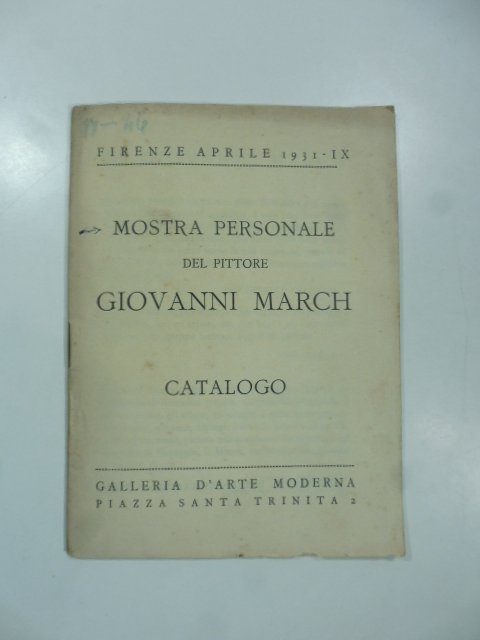 FIRENZE APRILE 1931-IX
MOSTRA PERSONALE
DEL PITTORE
GIOVANNI MARCH
CATALOGO
GALLERIA D'ARTE MODERNA
PIAZZA SANTA TRINITA 2